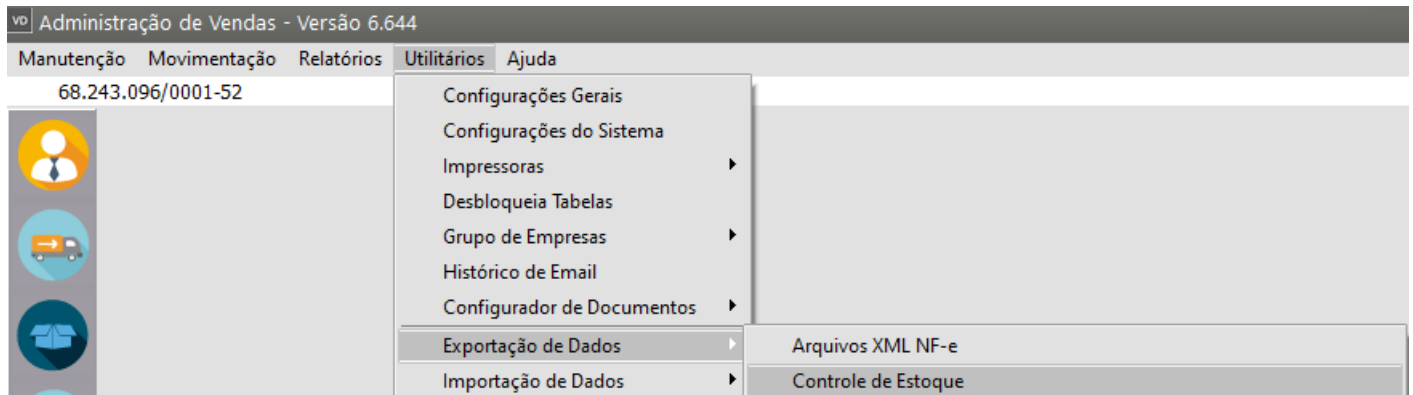 VD Administração de Vendas - Versão 6.644
Manutenção Movimentação Relatórios Utilitários Ajuda
68.243.096/0001-52
Configurações Gerais
Configurações do Sistema
Impressoras
Desbloqueia Tabelas
Grupo de Empresas
Histórico de Email
Configurador de Documentos
Exportação de Dados Arquivos XML NF-e
Importação de Dados Controle de Estoque